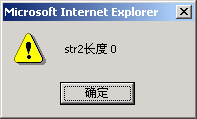 Microsoft Internet Explorer
str2长度 0
确定